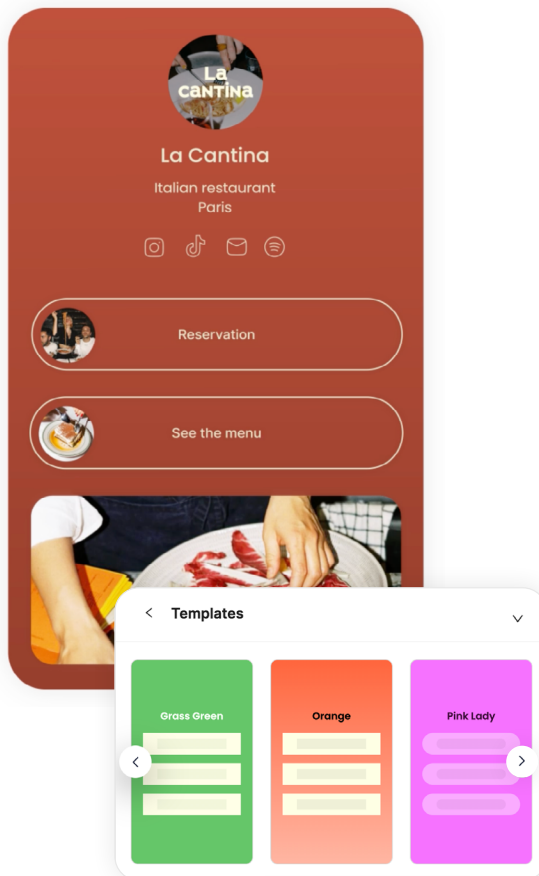 La
CANTINA
La Cantina
Italian restaurant
Paris
Reservation
See the menu
Templates
Grass Green
Orange
Pink Lady